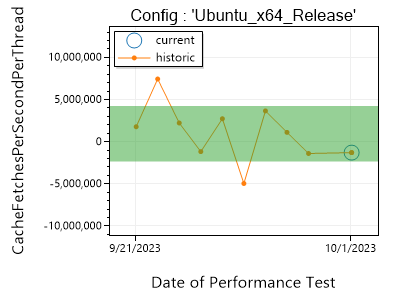 Config : 'Ubuntu_x64_Release'
current
historic
CacheFetchesPerSecondPerThread
10,000,000
5,000,000
0
-5,000,000
-10,000,000
9/21/2023
10/1/2023
Date of Performance Test